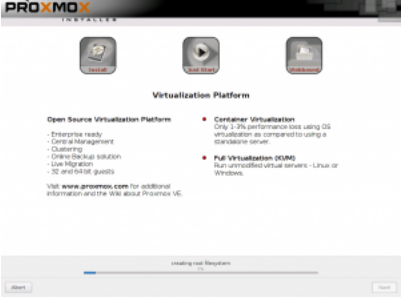 PROXMOX
INSTALLER
Install
Just Start
Webbased
Virtualization Platform
Open Source Virtualization Platform
- Enterprise ready
- Central Management
- Clustering
- Online Backup solution
- Live Migration
- 32 and 64 bit guests
Visit www.proxmox.com for additional
information and the Wiki about Proxmox VE.
Container Virtualization
Only 1-3% performance loss using OS
virtualization as compared to using a
standalone server.
Full Virtualization (KVM)
Run unmodified virtual servers - Linux or
Windows.
creating root filesystem
Abort
Next